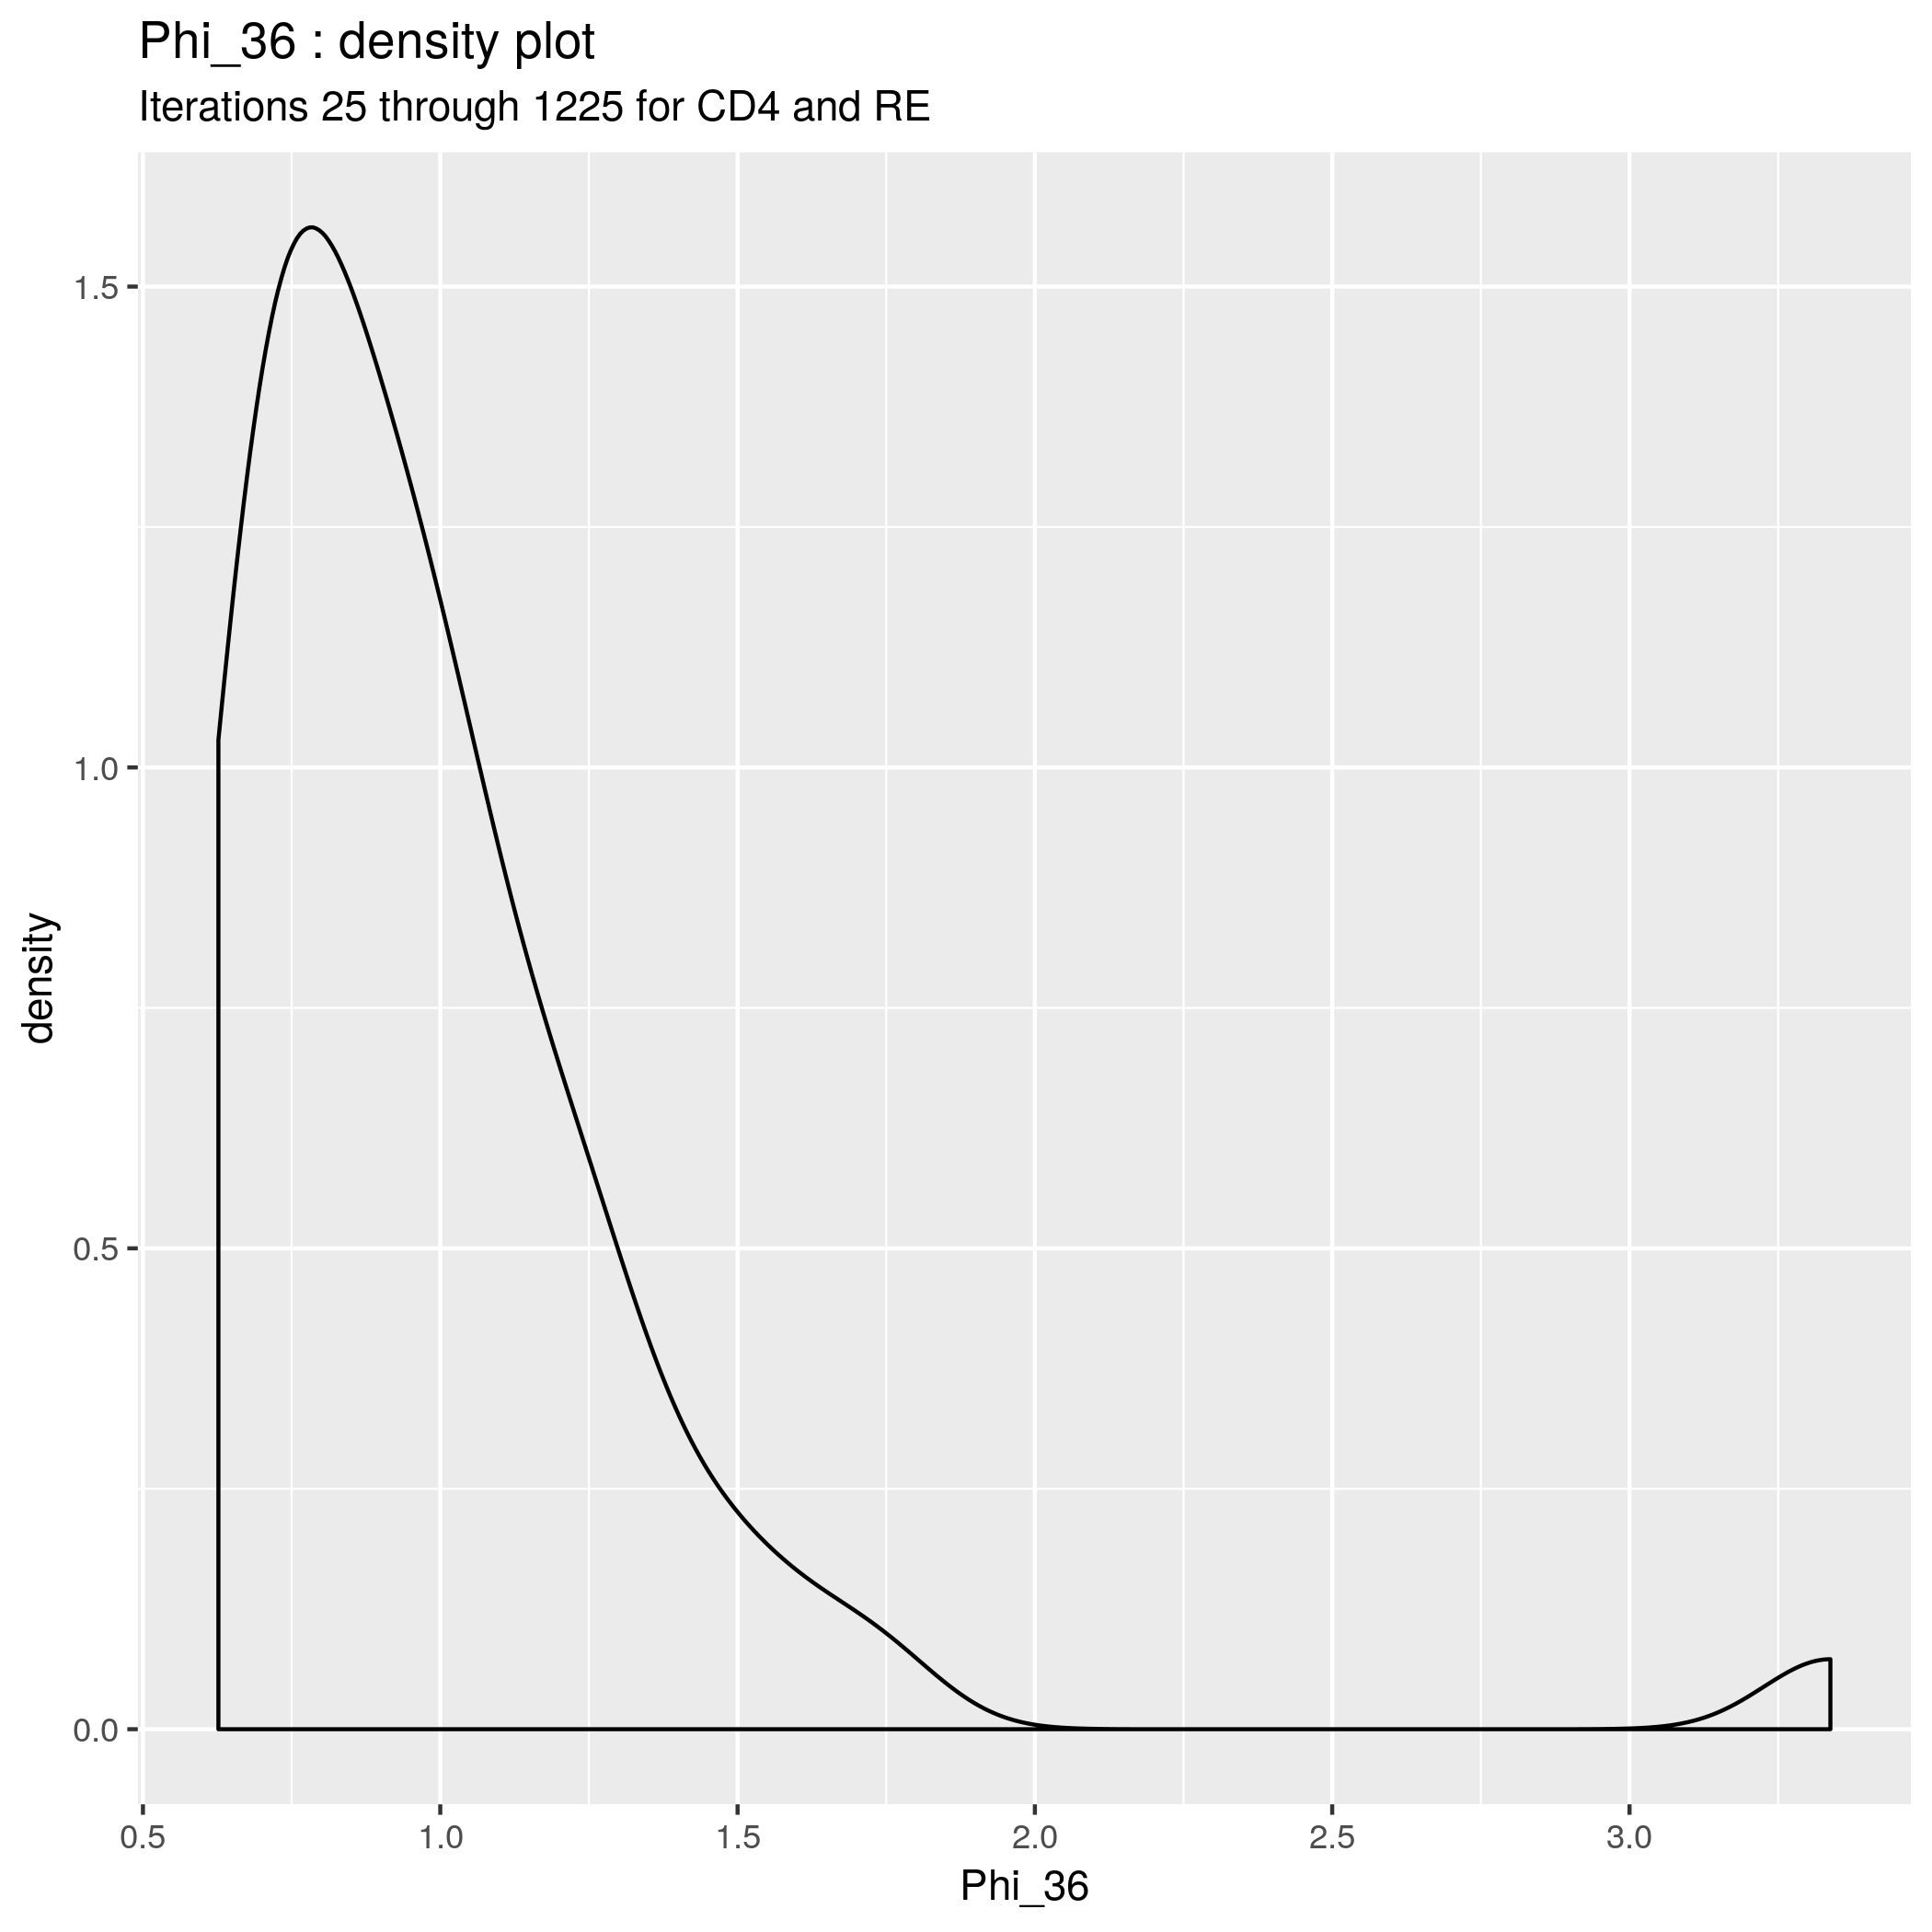 Phi_36 : density plot
Iterations 25 through 1225 for CD4 and RE
density
1.5
1.0
0.5
0.0
0.5 1.0 1.5 2.0 2.5 3.0
Phi_36